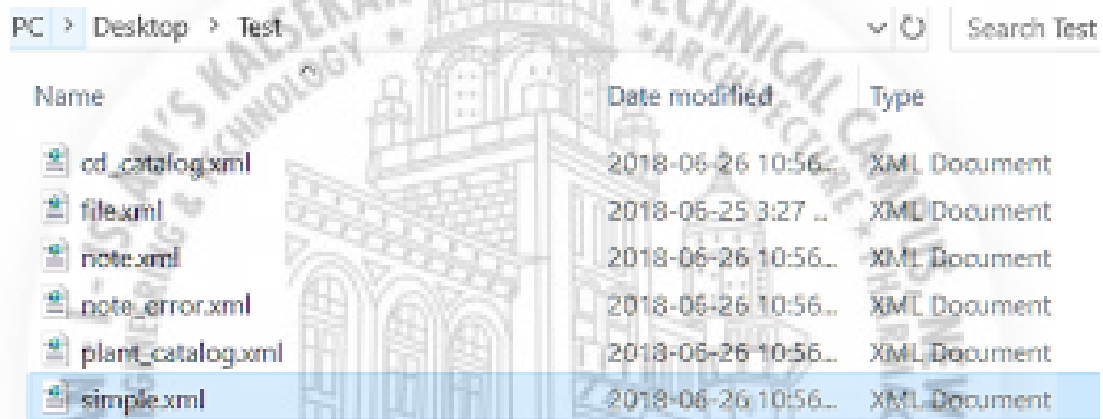 PC > Desktop > Test Search Test
Name Date modified Type
cd_catalog.xml 2018-06-26 10:56... XML Document
file.xml 2018-06-25 3:27 ... XML Document
note.xml 2018-06-26 10:56... XML Document
note_error.xml 2018-06-26 10:56... XML Document
plant_catalog.xml 2018-06-26 10:56... XML Document
simple.xml 2018-06-26 10:56... XML Document